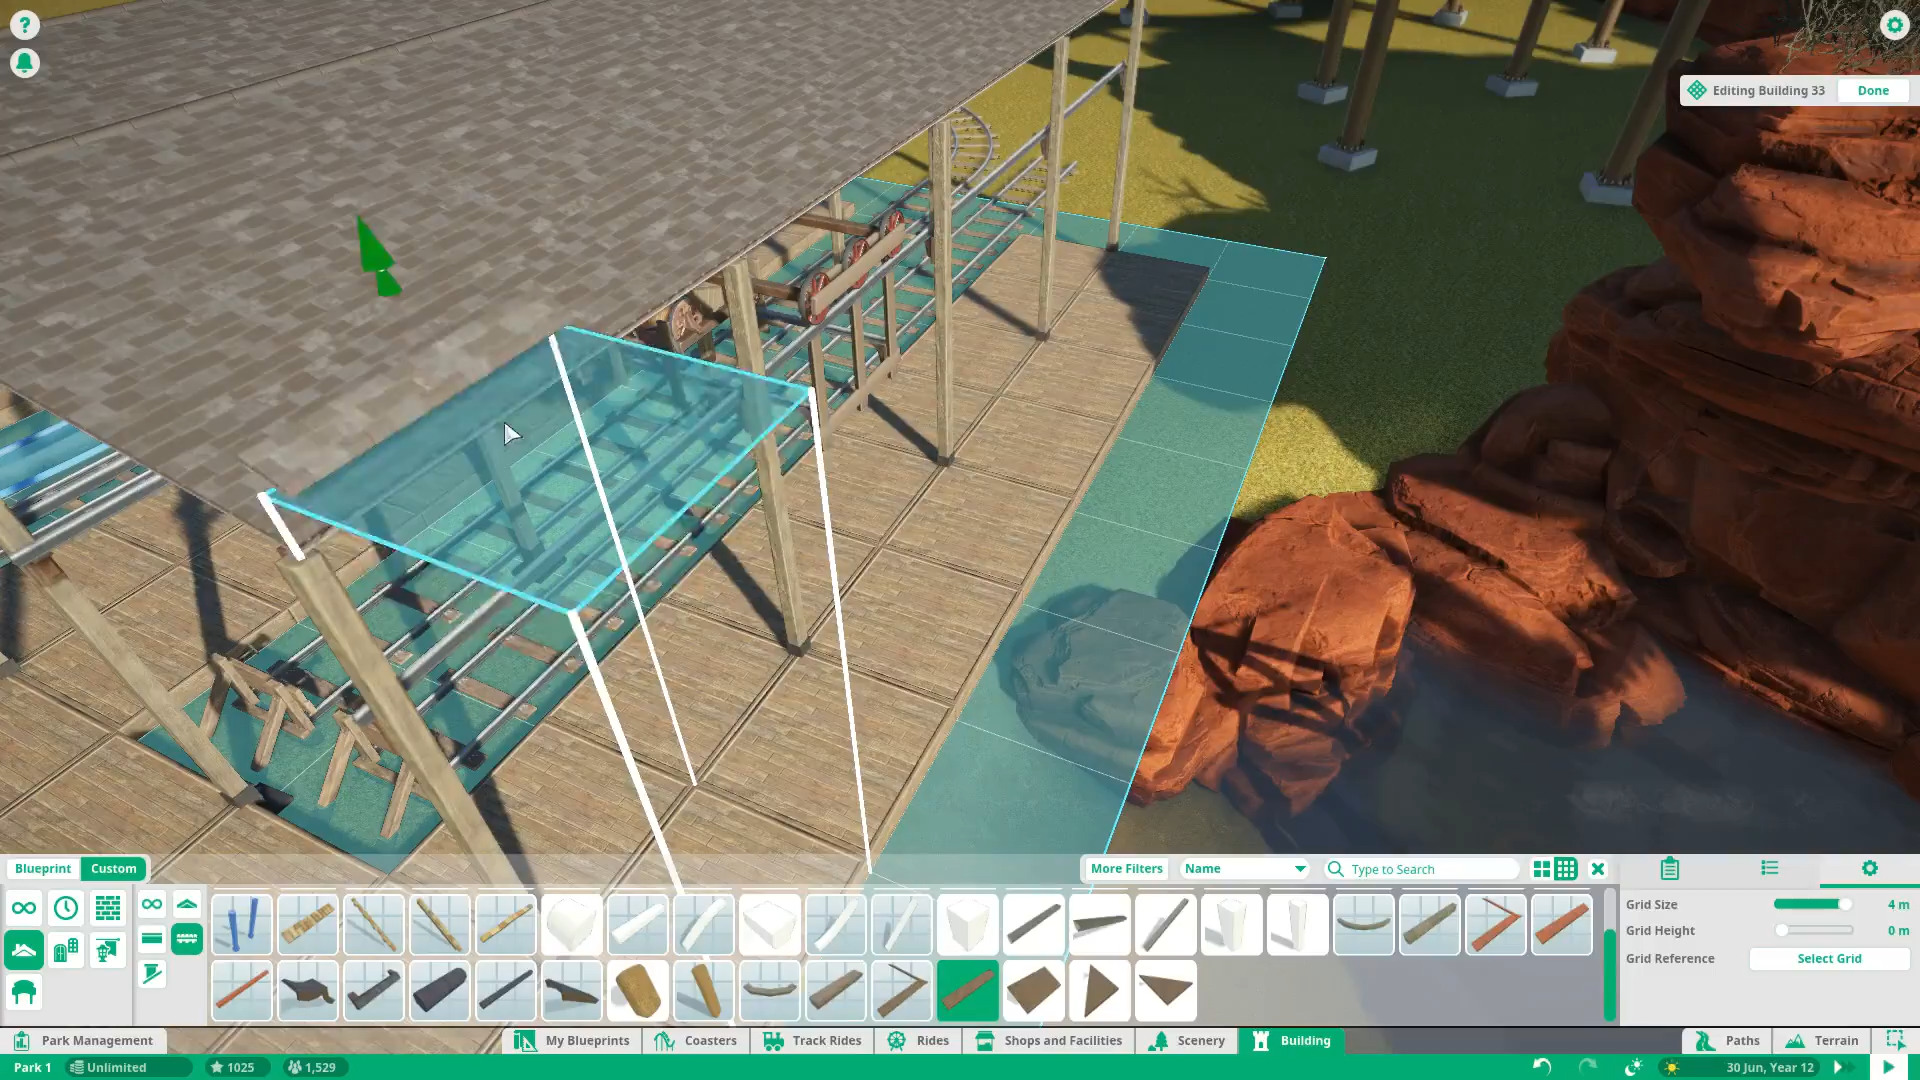 ?
Editing Building 33 Done
Blueprint Custom
More Filters Name Type to Search
Grid Size 4 m
Grid Height 0 m
Grid Reference Select Grid
Park Management My Blueprints Coasters Track Rides Rides Shops and Facilities Scenery Building Paths Terrain
Park 1 Unlimited 1025 1,529 30 Jun, Year 12